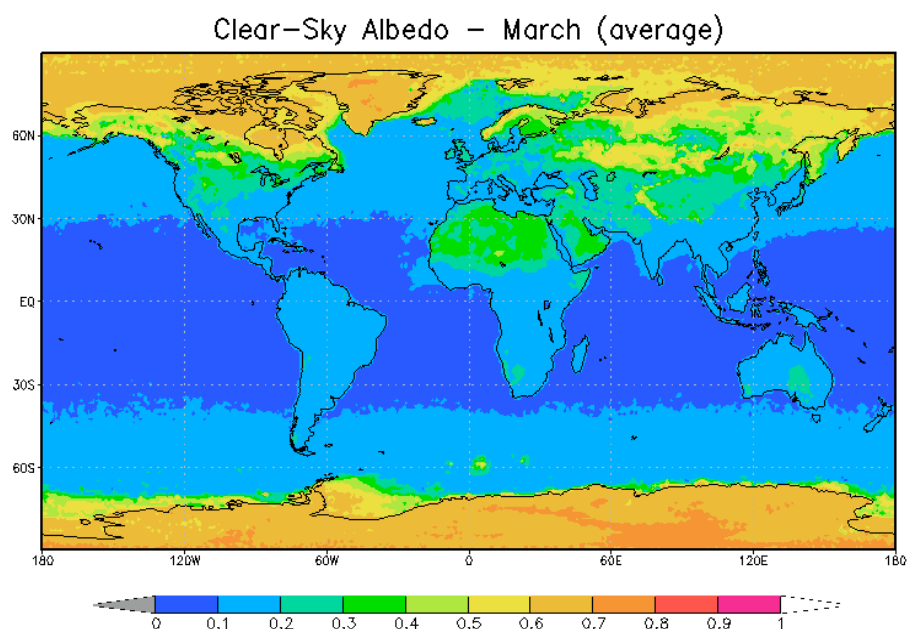 Clear-Sky Albedo - March (average)
60N
30N
EQ
30S
60S
180 120W 60W 0 60E 120E 180
0 0.1 0.2 0.3 0.4 0.5 0.6 0.7 0.8 0.9 1